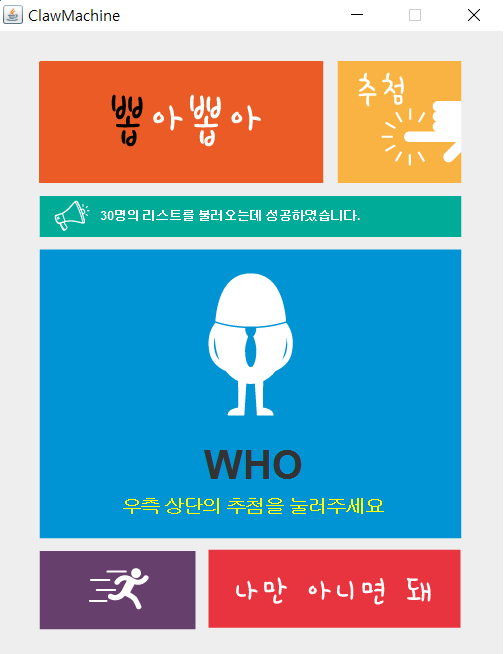 ClawMachine
뽑아뽑아
추첨
30명의 리스트를 불러오는데 성공하였습니다.
WHO
우측 상단의 추첨을 눌러주세요
나만 아니면 돼